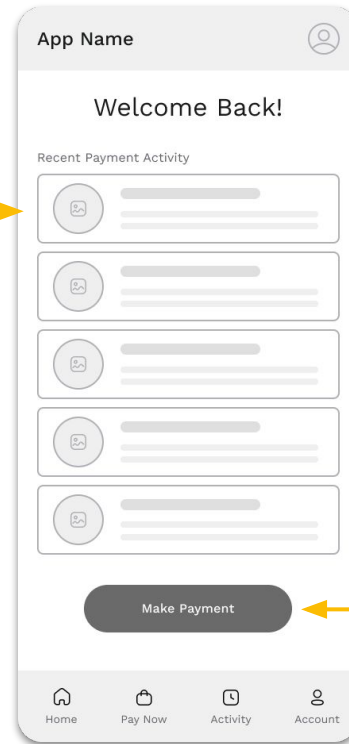 App Name
Welcome Back!
Recent Payment Activity
Make Payment
Home Pay Now Activity Account